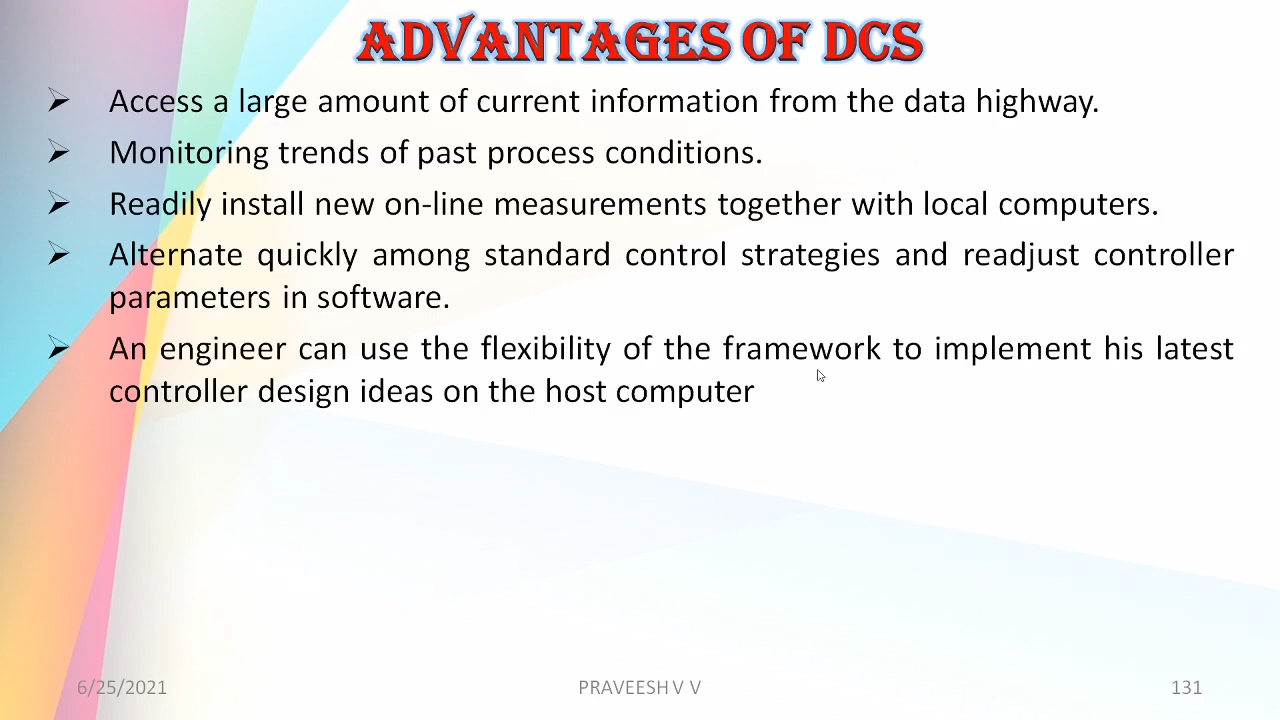 ADVANTAGES OF DCS
➢ Access a large amount of current information from the data highway.
➢ Monitoring trends of past process conditions.
➢ Readily install new on-line measurements together with local computers.
➢ Alternate quickly among standard control strategies and readjust controller
parameters in software.
➢ An engineer can use the flexibility of the framework to implement his latest
controller design ideas on the host computer
6/25/2021 PRAVEESH V V 131